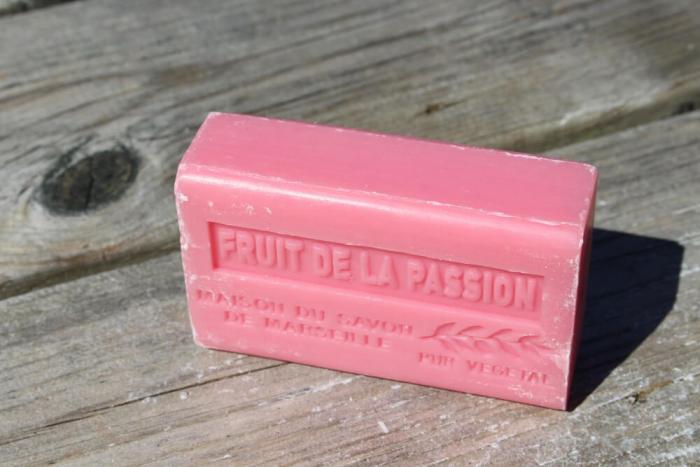 FRUIT DE LA PASSION
MAISON DU SAVON
DE MARSEILLE
PUR VEGETAL